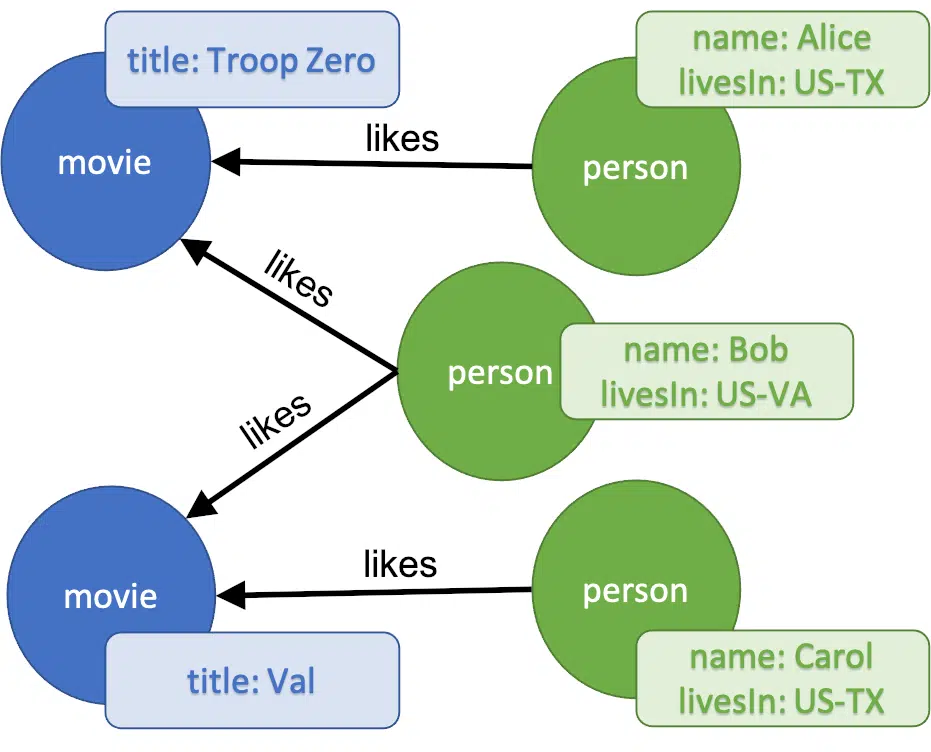 title: Troop Zero
movie
likes
name: Alice
livesIn: US-TX
person
likes
person
name: Bob
livesIn: US-VA
likes
movie
title: Val
likes
person
name: Carol
livesIn: US-TX